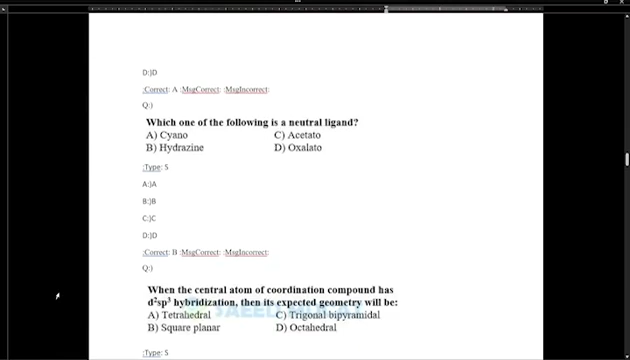 D:)D
:Correct: A :MsgCorrect: :MsgIncorrect:
Q:)
Which one of the following is a neutral ligand?
A) Cyano C) Acetato
B) Hydrazine D) Oxalato
:Type: S
A:)A
B:)B
C:)C
D:)D
:Correct: B :MsgCorrect: :MsgIncorrect:
Q:)
When the central atom of coordination compound has
d²sp³ hybridization, then its expected geometry will be:
A) Tetrahedral C) Trigonal bipyramidal
B) Square planar D) Octahedral
:Type: S